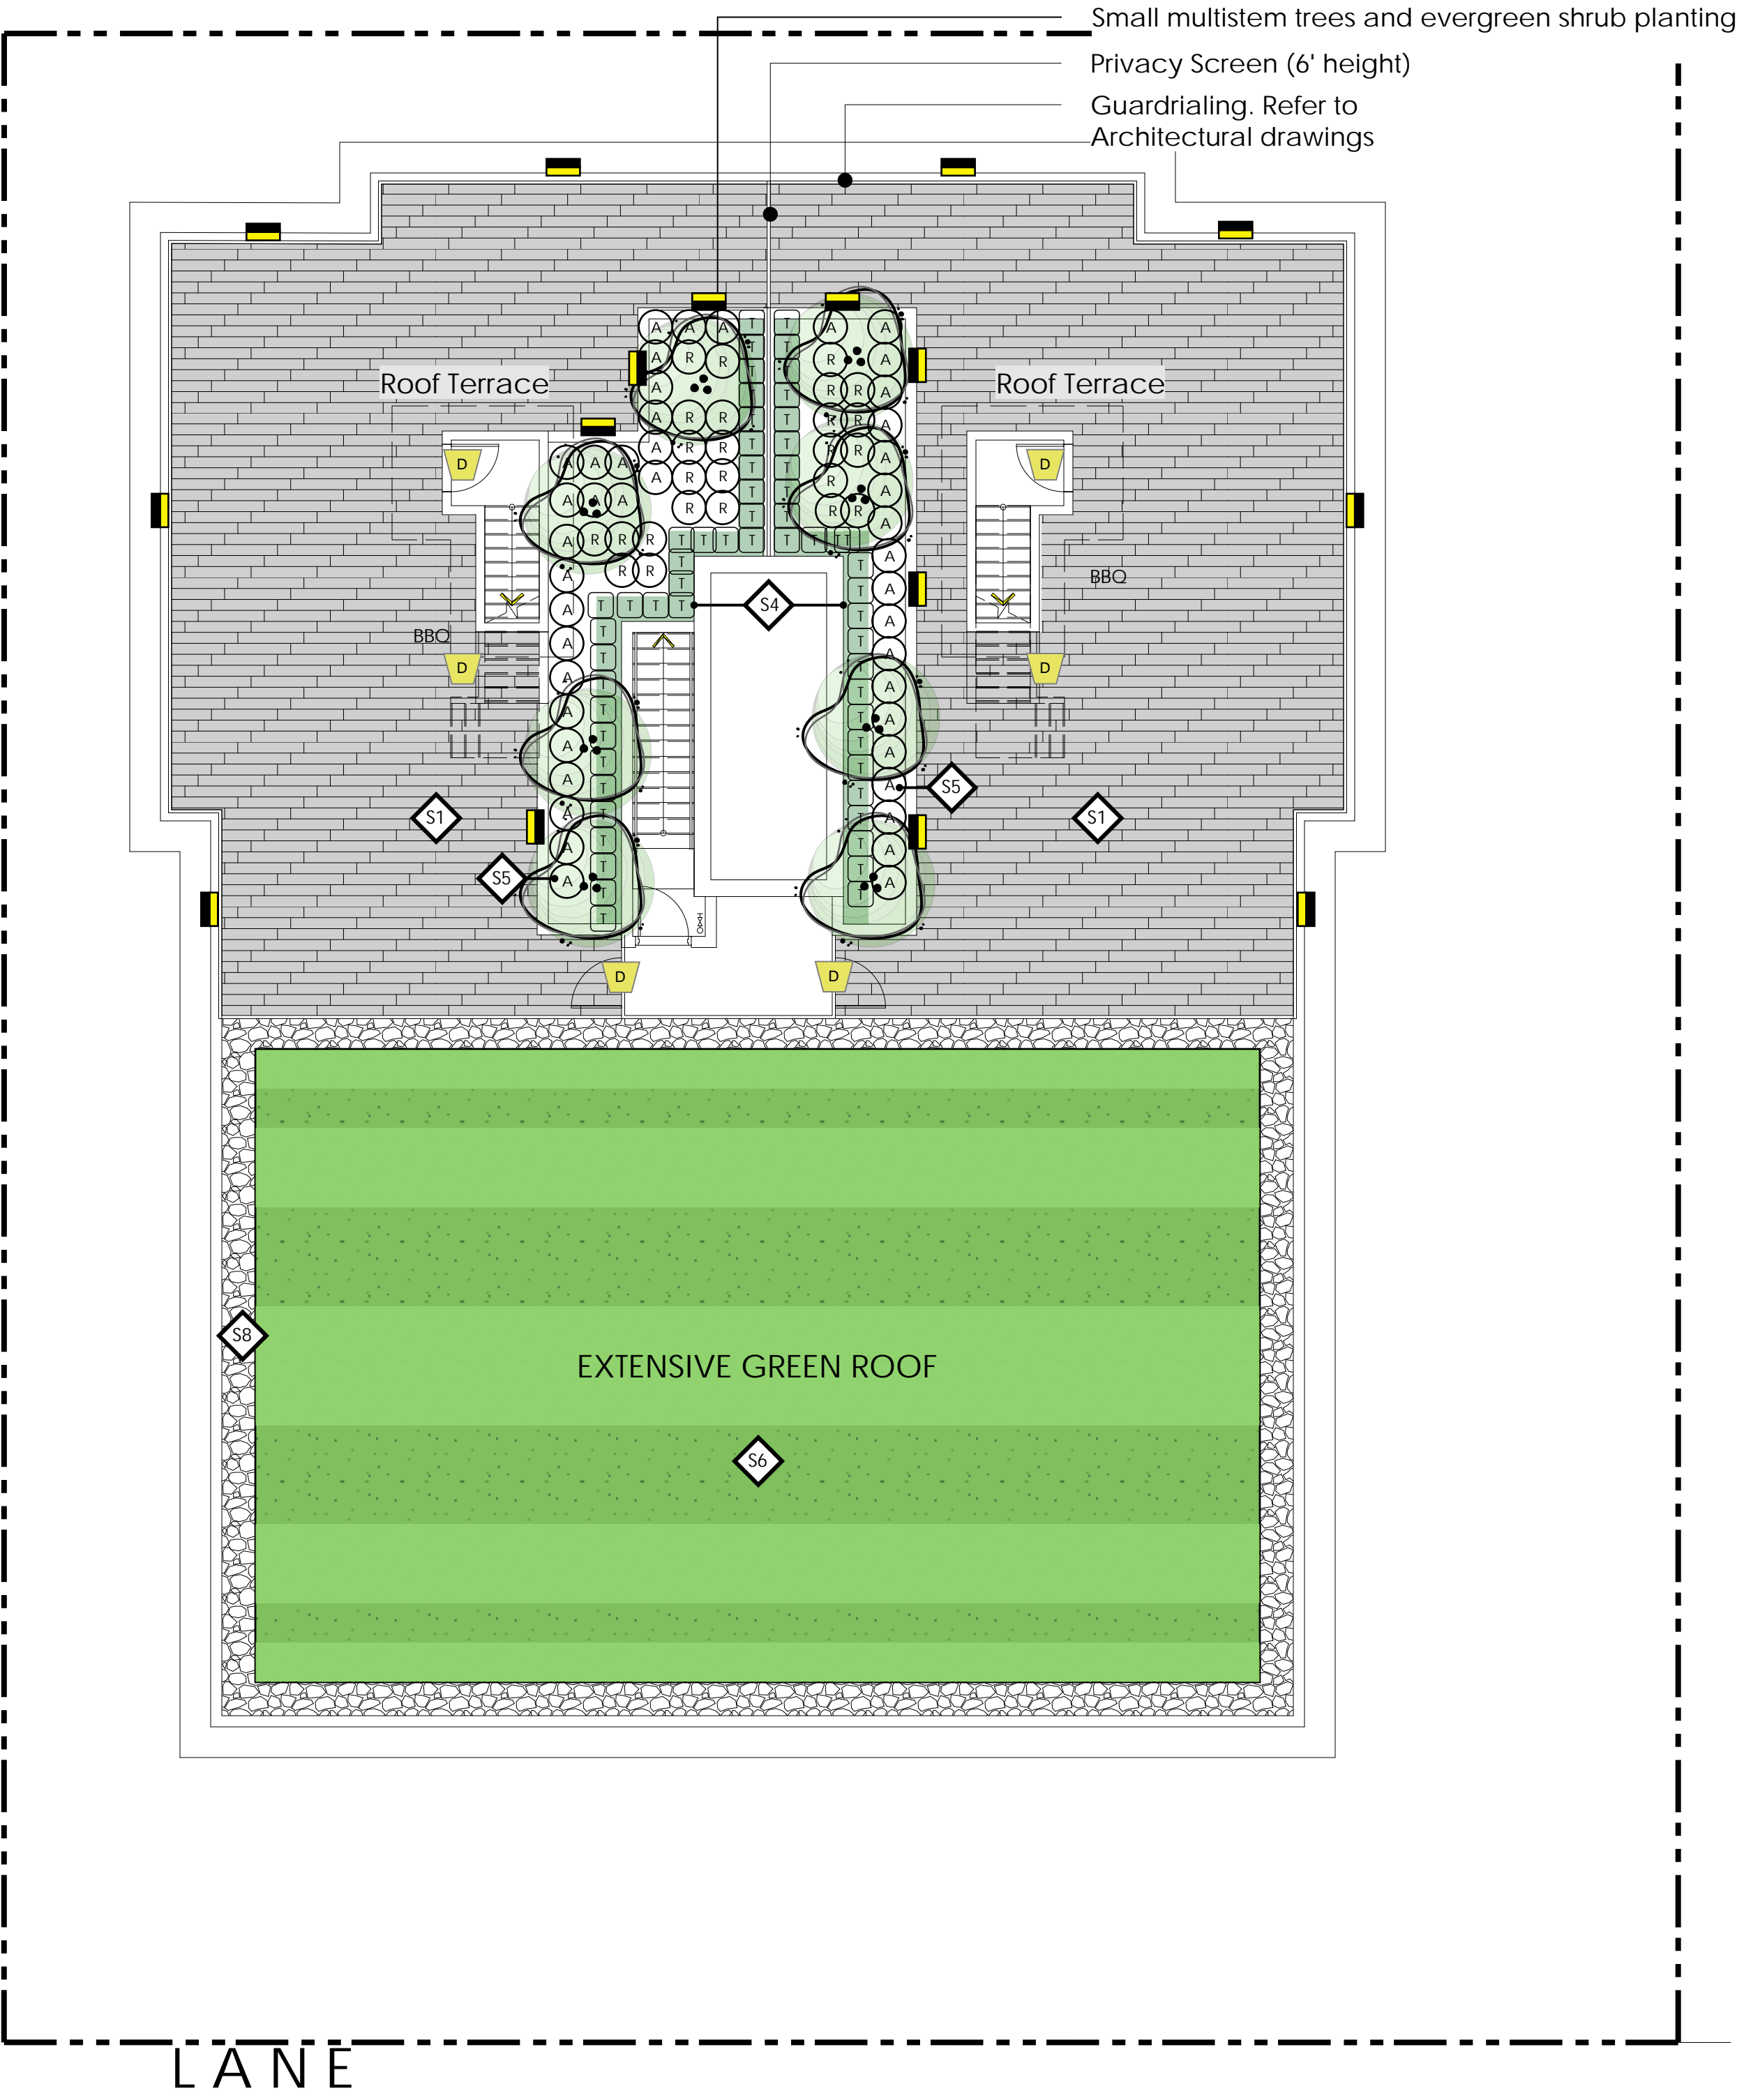 Small multistem trees and evergreen shrub planting
Privacy Screen (6' height)
Guardrialing. Refer to
Architectural drawings
A A A T T A A
A R R R A
Roof Terrace
Roof Terrace
A R R A
A R R T T R R A
A R R T T R R A
D
A A A
D
A R R T T R A
A A A R R T T R R A
A R R R T T T T T T T T T A
A R R T T A
T T T T
S4
A T T A
BBQ
BBQ
A T T A
D
D
A T T A
A T T A
A T T A
A T T A
S5
S1
S1
A T T A
S5
A T T A
T
D
D
S8
EXTENSIVE GREEN ROOF
S6
LANE